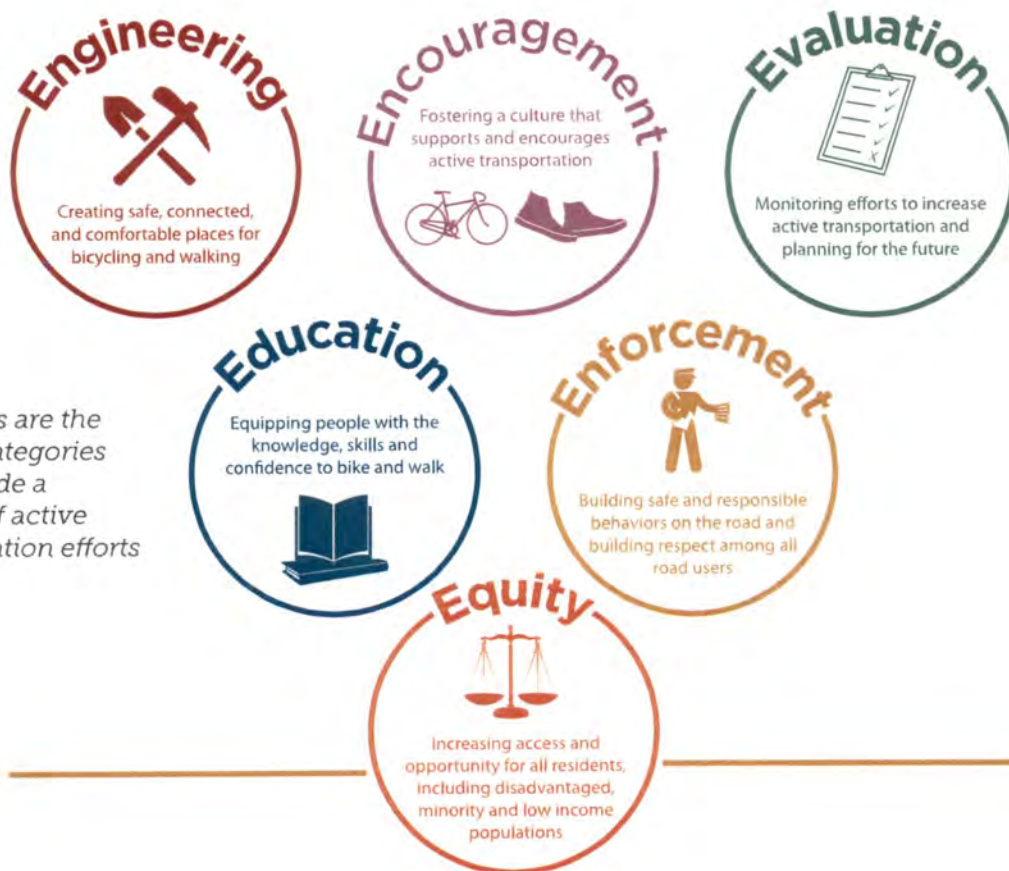 Engineering
Creating safe, connected,
and comfortable places for
bicycling and walking
Encouragement
Fostering a culture that
supports and encourages
active transportation
Evaluation
Monitoring efforts to increase
active transportation and
planning for the future
Education
Equipping people with the
knowledge, skills and
confidence to bike and walk
Enforcement
Building safe and responsible
behaviors on the road and
building respect among all
road users
s are the
ategories
de a
f active
ation efforts
Equity
Increasing access and
opportunity for all residents,
including disadvantaged,
minority and low income
populations